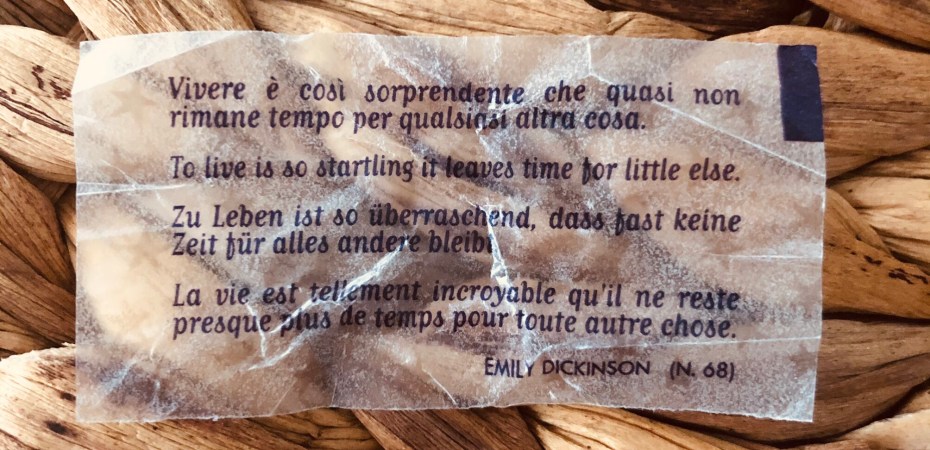 Vivere è così sorprendente che quasi non
rimane tempo per qualsiasi altra cosa.
To live is so startling it leaves time for little else.
Zu Leben ist so überraschend, dass fast keine
Zeit für alles andere bleibt
La vie est tellement incroyable qu'il ne reste
presque plus de temps pour toute autre chose.
EMILY DICKINSON (N. 68)